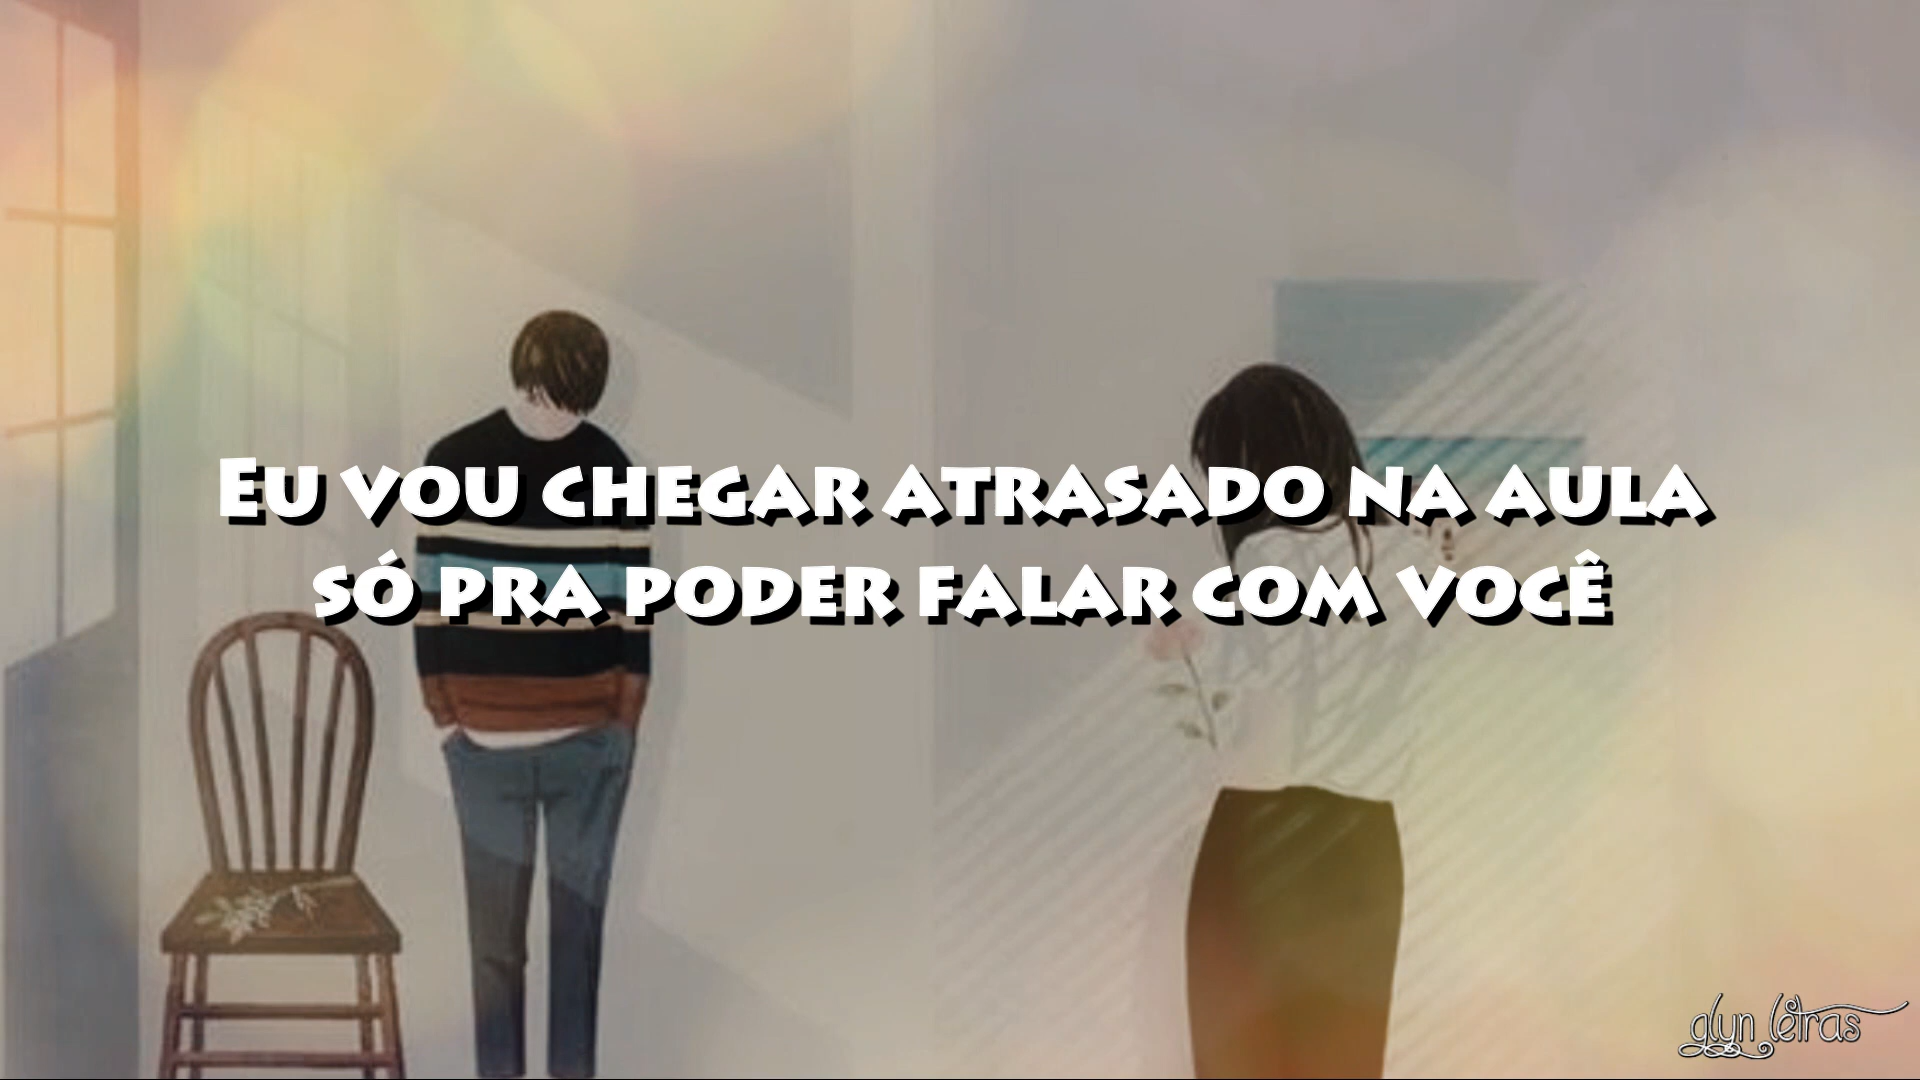 Eu vou chegar atrasado na aula
só pra poder falar com você
glyn letras